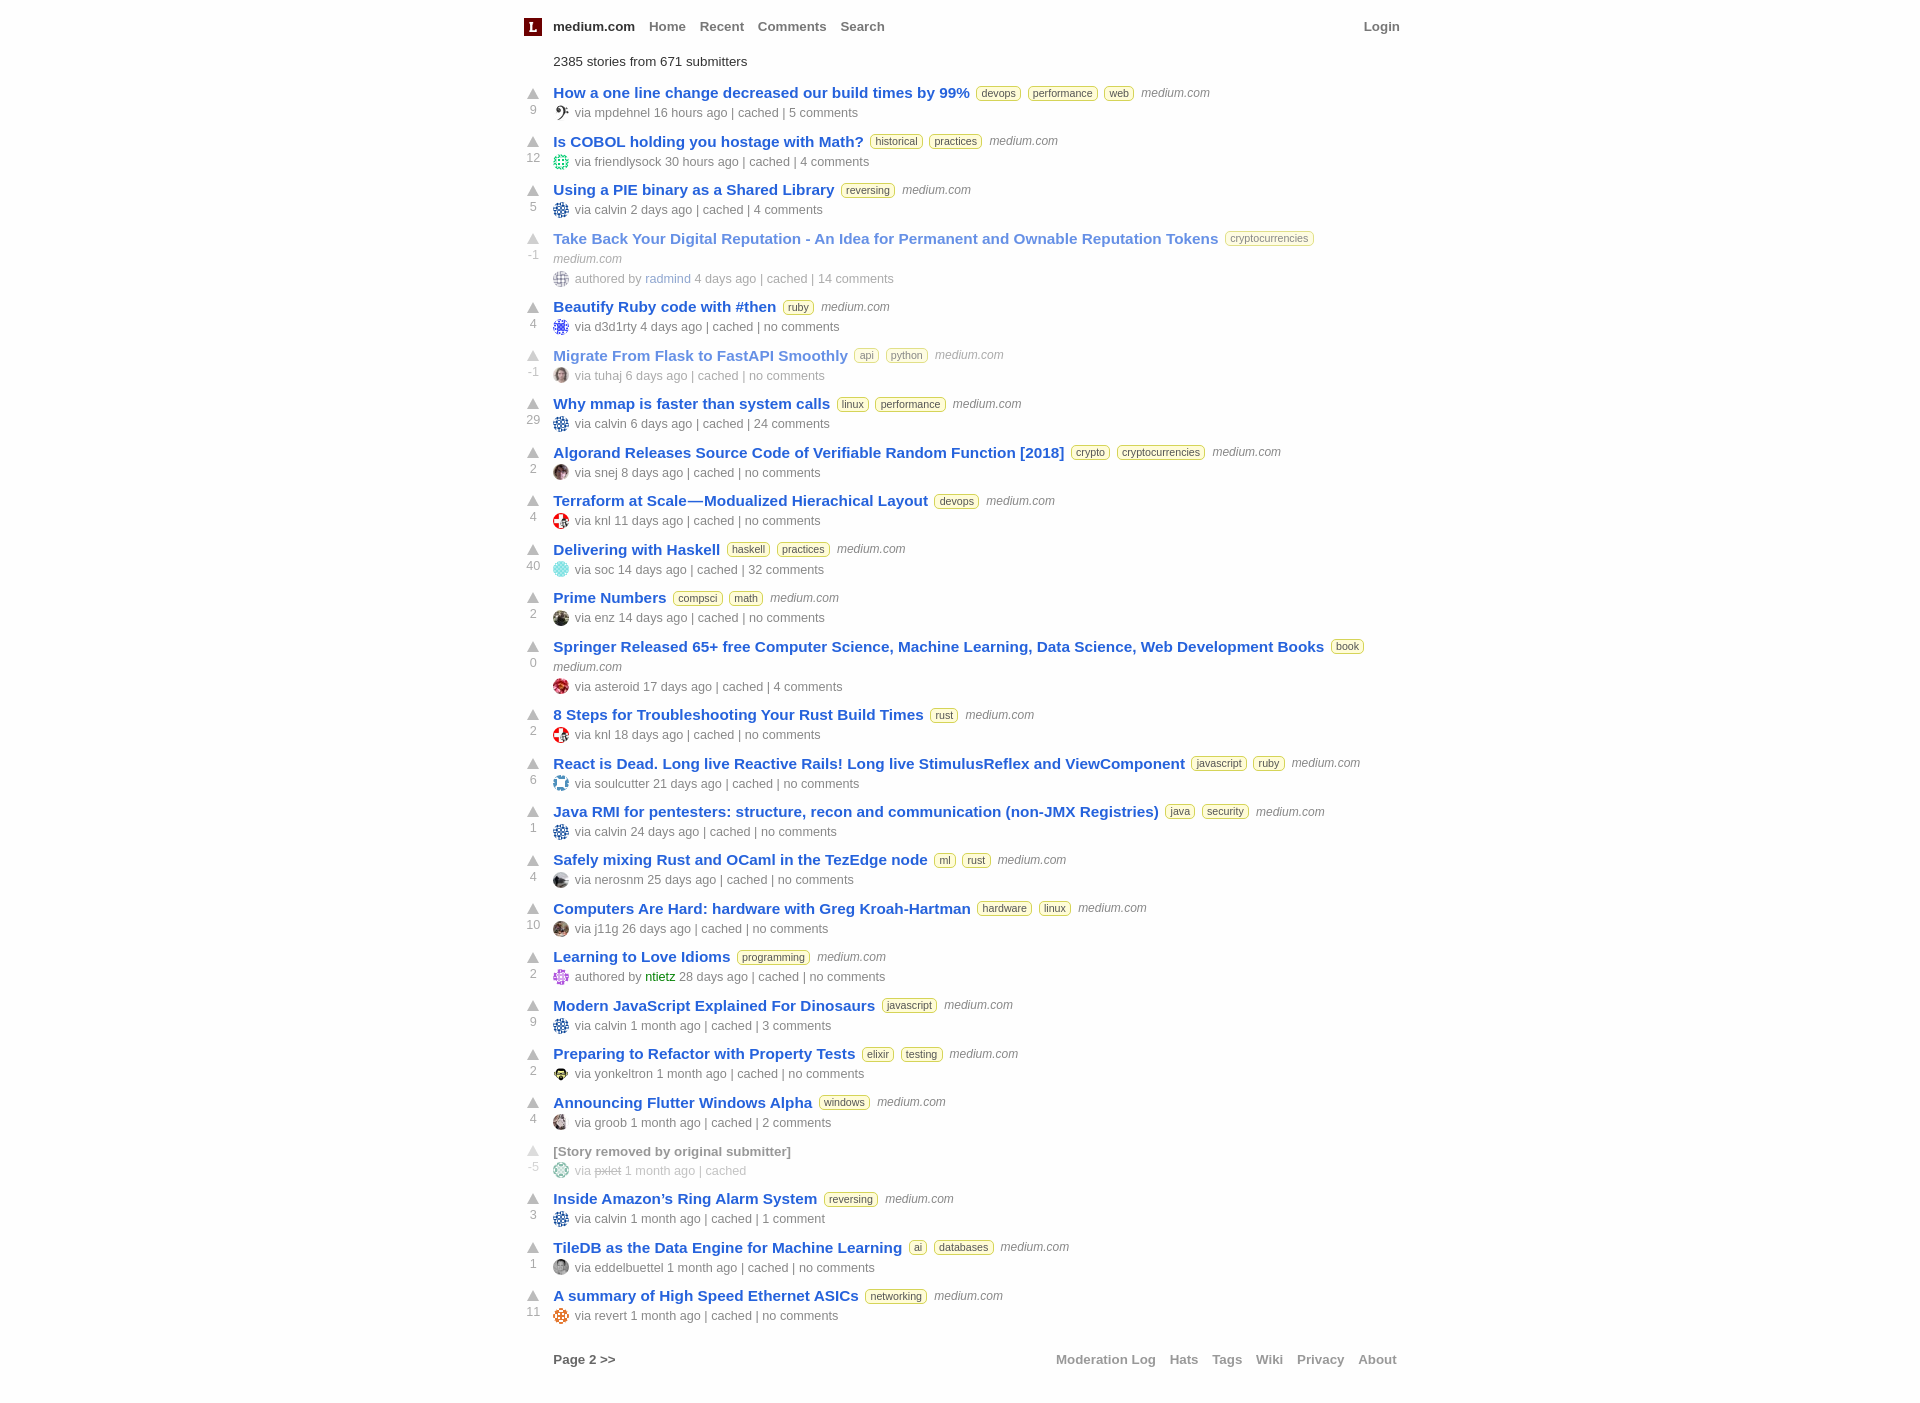 L medium.com Home Recent Comments Search Login
2385 stories from 671 submitters
How a one line change decreased our build times by 99% devops performance web medium.com
9 via mpdehnel 16 hours ago | cached | 5 comments
Is COBOL holding you hostage with Math? historical practices medium.com
12 via friendlysock 30 hours ago | cached | 4 comments
Using a PIE binary as a Shared Library reversing medium.com
5 via calvin 2 days ago | cached | 4 comments
Take Back Your Digital Reputation - An Idea for Permanent and Ownable Reputation Tokens cryptocurrencies
-1 medium.com
authored by radmind 4 days ago | cached | 14 comments
Beautify Ruby code with #then ruby medium.com
4 via d3d1rty 4 days ago | cached | no comments
Migrate From Flask to FastAPI Smoothly api python medium.com
-1 via tuhaj 6 days ago | cached | no comments
Why mmap is faster than system calls linux performance medium.com
29 via calvin 6 days ago | cached | 24 comments
Algorand Releases Source Code of Verifiable Random Function [2018] crypto cryptocurrencies medium.com
2 via snej 8 days ago | cached | no comments
Terraform at Scale — Modualized Hierachical Layout devops medium.com
4 via knl 11 days ago | cached | no comments
Delivering with Haskell haskell practices medium.com
40 via soc 14 days ago | cached | 32 comments
Prime Numbers compsci math medium.com
2 via enz 14 days ago | cached | no comments
Springer Released 65+ free Computer Science, Machine Learning, Data Science, Web Development Books book
0 medium.com
via asteroid 17 days ago | cached | 4 comments
8 Steps for Troubleshooting Your Rust Build Times rust medium.com
2 via knl 18 days ago | cached | no comments
React is Dead. Long live Reactive Rails! Long live StimulusReflex and ViewComponent javascript ruby medium.com
6 via soulcutter 21 days ago | cached | no comments
Java RMI for pentesters: structure, recon and communication (non-JMX Registries) java security medium.com
1 via calvin 24 days ago | cached | no comments
Safely mixing Rust and OCaml in the TezEdge node ml rust medium.com
4 via nerosnm 25 days ago | cached | no comments
Computers Are Hard: hardware with Greg Kroah-Hartman hardware linux medium.com
10 via j11g 26 days ago | cached | no comments
Learning to Love Idioms programming medium.com
2 authored by ntietz 28 days ago | cached | no comments
Modern JavaScript Explained For Dinosaurs javascript medium.com
9 via calvin 1 month ago | cached | 3 comments
Preparing to Refactor with Property Tests elixir testing medium.com
2 via yonkeltron 1 month ago | cached | no comments
Announcing Flutter Windows Alpha windows medium.com
4 via groob 1 month ago | cached | 2 comments
[Story removed by original submitter]
-5 via pxlet 1 month ago | cached
Inside Amazon’s Ring Alarm System reversing medium.com
3 via calvin 1 month ago | cached | 1 comment
TileDB as the Data Engine for Machine Learning ai databases medium.com
1 via eddelbuettel 1 month ago | cached | no comments
A summary of High Speed Ethernet ASICs networking medium.com
11 via revert 1 month ago | cached | no comments
Page 2 >> Moderation Log Hats Tags Wiki Privacy About